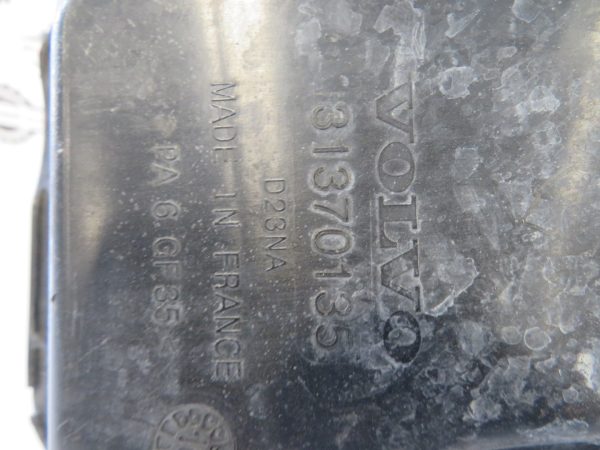 VOLVO
31370135
D23NA
MADE IN FRANCE
PA 6 GF35